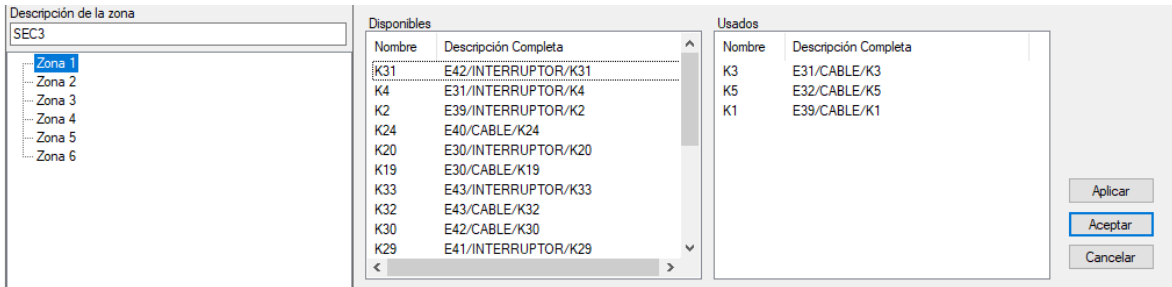 Descripción de la zona
SEC3
Zona 1
Zona 2
Zona 3
Zona 4
Zona 5
Zona 6
Disponibles
Nombre Descripción Completa
K31 E42/INTERRUPTOR/K31
K4 E31/INTERRUPTOR/K4
K2 E39/INTERRUPTOR/K2
K24 E40/CABLE/K24
K20 E30/INTERRUPTOR/K20
K19 E30/CABLE/K19
K33 E43/INTERRUPTOR/K33
K32 E43/CABLE/K32
K30 E42/CABLE/K30
K29 E41/INTERRUPTOR/K29
Usados
Nombre Descripción Completa
K3 E31/CABLE/K3
K5 E32/CABLE/K5
K1 E39/CABLE/K1
Aplicar
Aceptar
Cancelar